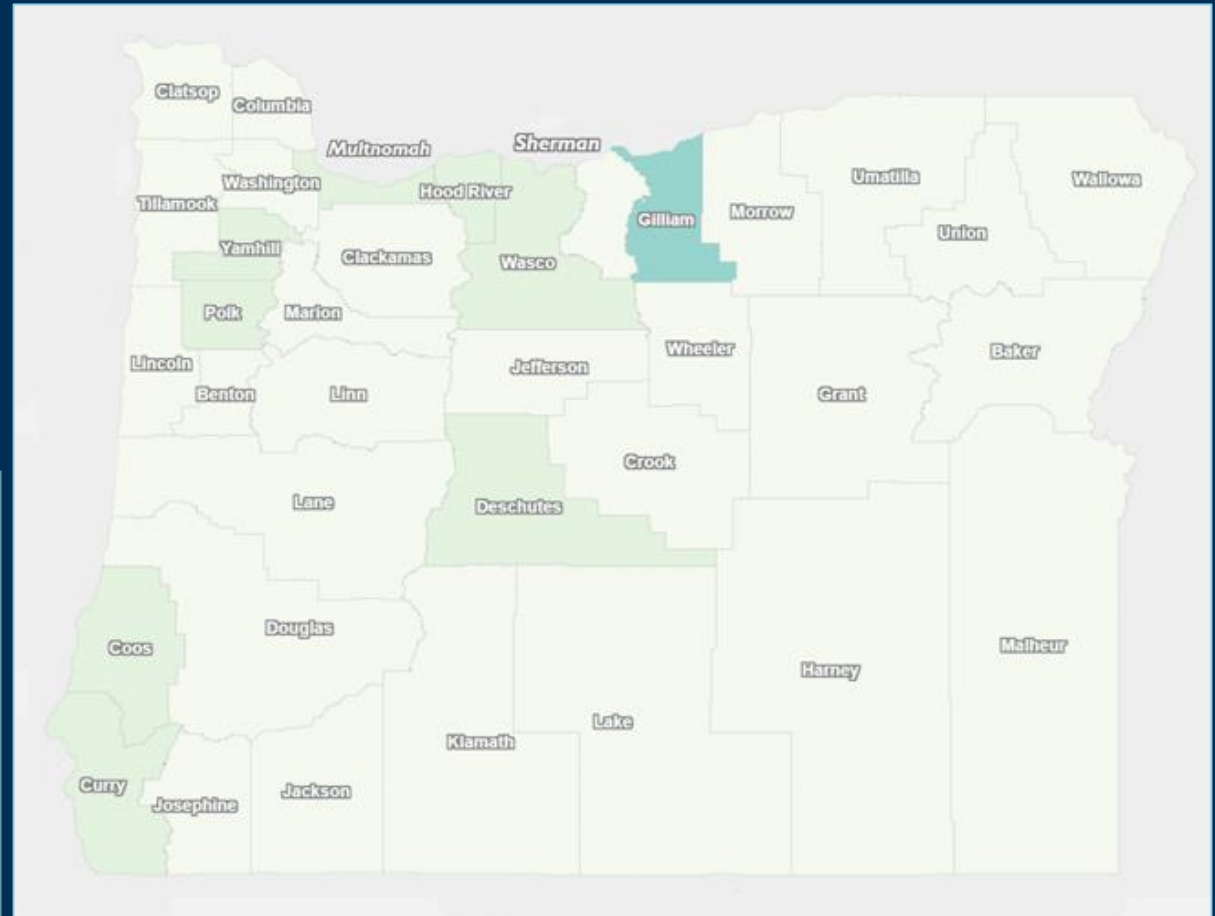 Clatsop
Columbia
Multnomah
Sherman
Washington
Hood River
Tillamook
Gilliam
Morrow
Umatilla
Wallowa
Union
Yamhill
Clackamas
Wasco
Polk
Marion
Lincoln
Benton
Linn
Jefferson
Wheeler
Grant
Baker
Lane
Deschutes
Crook
Coos
Douglas
Harney
Malheur
Curry
Josephine
Jackson
Klamath
Lake